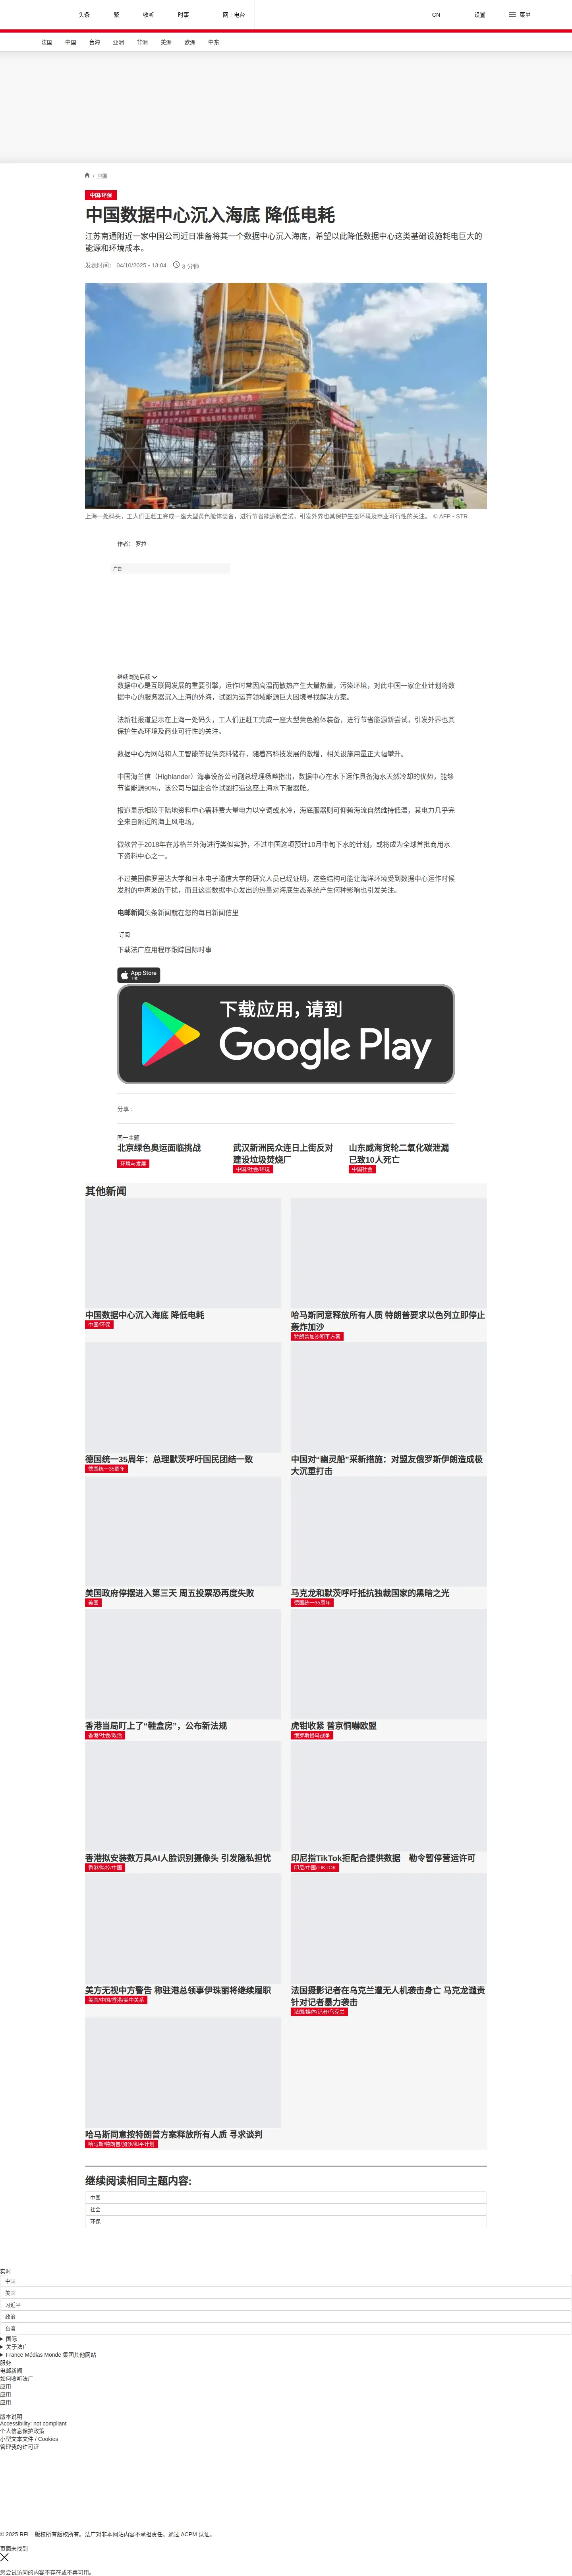 头条
繁
收听
时事
网上电台
CN
设置
菜单
法国
中国
台海
亚洲
非洲
美洲
欧洲
中东
/ 中国
中国/环保
中国数据中心沉入海底 降低电耗
江苏南通附近一家中国公司近日准备将其一个数据中心沉入海底，希望以此降低数据中心这类基础设施耗电巨大的
能源和环境成本。
发表时间： 04/10/2025 - 13:04
3 分钟
上海一处码头，工人们正赶工完成一座大型黄色舱体装备，进行节省能源新尝试，引发外界也其保护生态环境及商业可行性的关注。 © AFP - STR
作者： 罗拉
广告
继续浏览后续
数据中心是互联网发展的重要引擎，运作时常因高温而散热产生大量热量，污染环境，对此中国一家企业计划将数
据中心的服务器沉入上海的外海，试图为运算领域能源巨大困境寻找解决方案。
法新社报道显示在上海一处码头，工人们正赶工完成一座大型黄色舱体装备，进行节省能源新尝试，引发外界也其
保护生态环境及商业可行性的关注。
数据中心为网站和人工智能等提供资料储存，随着高科技发展的激增，相关设施用量正大幅攀升。
中国海兰信（Highlander）海事设备公司副总经理杨晔指出，数据中心在水下运作具备海水天然冷却的优势，能够
节省能源90%，该公司与国企合作试图打造这座上海水下服器舱。
报道显示相较于陆地资料中心需耗费大量电力以空调或水冷，海底服器则可仰赖海流自然维持低温，其电力几乎完
全来自附近的海上风电场。
微软曾于2018年在苏格兰外海进行类似实验，不过中国这项预计10月中旬下水的计划，或将成为全球首批商用水
下资料中心之一。
不过美国佛罗里达大学和日本电子通信大学的研究人员已经证明，这些结构可能让海洋环境受到数据中心运作时候
发射的中声波的干扰，而且这些数据中心发出的热量对海底生态系统产生何种影响也引发关注。
电邮新闻头条新闻就在您的每日新闻信里
订阅
下载法广应用程序跟踪国际时事
App Store
下载
下载应用，请到
Google Play
分享 :
同一主题
北京绿色奥运面临挑战
环境与发展
武汉新洲民众连日上街反对
建设垃圾焚烧厂
中国/社会/环境
山东威海货轮二氧化碳泄漏
已致10人死亡
中国社会
其他新闻
中国数据中心沉入海底 降低电耗
中国/环保
哈马斯同意释放所有人质 特朗普要求以色列立即停止
轰炸加沙
特朗普加沙和平方案
德国统一35周年：总理默茨呼吁国民团结一致
德国统一35周年
中国对“幽灵船”采新措施：对盟友俄罗斯伊朗造成极
大沉重打击
美国政府停摆进入第三天 周五投票恐再度失败
美国
马克龙和默茨呼吁抵抗独裁国家的黑暗之光
德国统一35周年
香港当局盯上了“鞋盒房”，公布新法规
香港/社会/政治
虎钳收紧 普京恫嚇欧盟
俄罗斯侵乌战争
香港拟安装数万具AI人脸识别摄像头 引发隐私担忧
香港/监控/中国
印尼指TikTok拒配合提供数据　勒令暂停营运许可
印尼/中国/TIKTOK
美方无视中方警告 称驻港总领事伊珠丽将继续履职
美国/中国/香港/美中关系
法国摄影记者在乌克兰遭无人机袭击身亡 马克龙谴责
针对记者暴力袭击
法国/媒体/记者/乌克兰
哈马斯同意按特朗普方案释放所有人质 寻求谈判
哈马斯/特朗普/加沙/和平计划
继续阅读相同主题内容:
中国
社会
环保
实时
中国
美国
习近平
政治
台湾
国际
关于法广
France Médias Monde 集团其他网站
服务
电邮新闻
如何收听法广
应用
应用
应用
版本说明
Accessibility: not compliant
个人信息保护政策
小型文本文件 / Cookies
管理我的许可证
© 2025 RFI – 版权所有版权所有。法广对非本网站内容不承担责任。通过 ACPM 认证。
页面未找到
您尝试访问的内容不存在或不再可用。